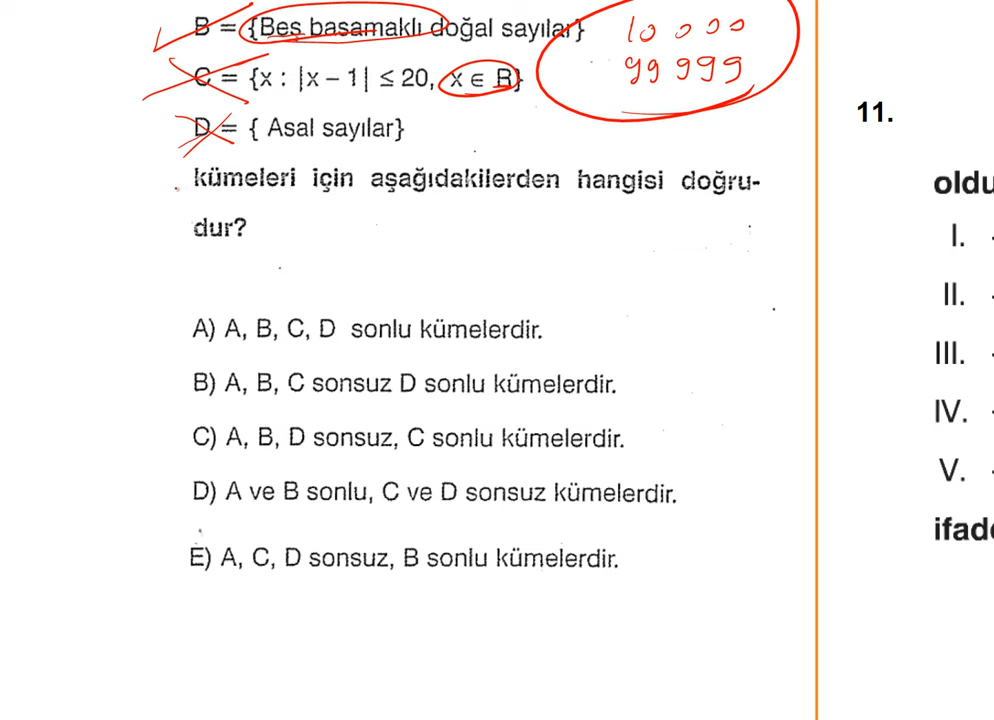 B = {Beş basamaklı doğal sayılar}
10 000
99 999
C = {x : |x – 1| ≤ 20, x ∈ R}
D = { Asal sayılar}
kümeleri için aşağıdakilerden hangisi doğru-
dur?
A) A, B, C, D sonlu kümelerdir.
B) A, B, C sonsuz D sonlu kümelerdir.
C) A, B, D sonsuz, C sonlu kümelerdir.
D) A ve B sonlu, C ve D sonsuz kümelerdir.
E) A, C, D sonsuz, B sonlu kümelerdir.
11.
oldu
I.
II.
III.
IV.
V.
ifade